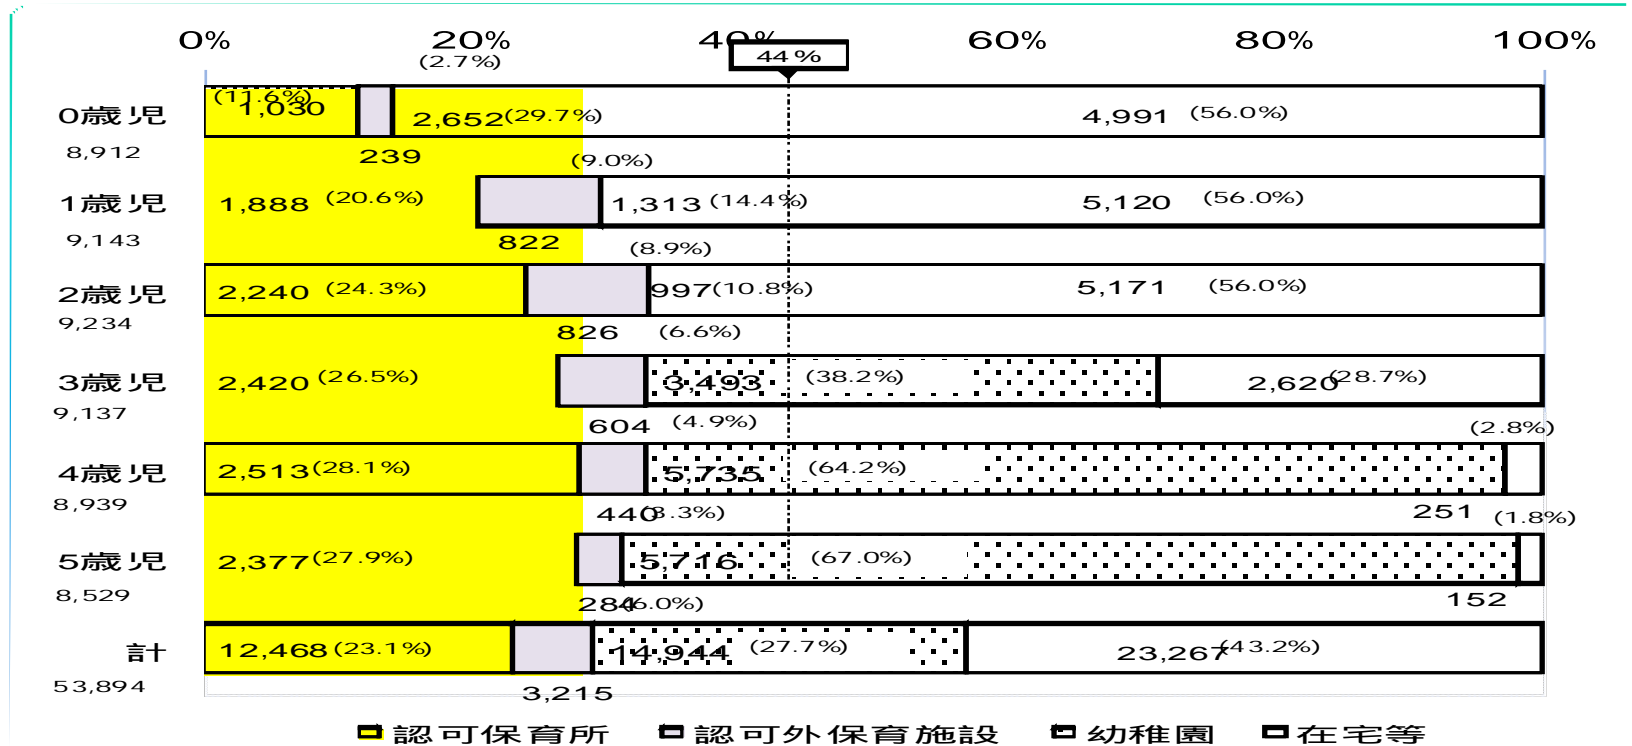 0% 20% 40% 60% 80% 100%
44%
(2.7%)
0歳児 (11.6%) 1,030 2,652(29.7%) 4,991 (56.0%)
8,912 239 (9.0%)
1歳児 1,888 (20.6%) 1,313(14.4%) 5,120 (56.0%)
9,143 822 (8.9%)
2歳児 2,240 (24.3%) 997(10.8%) 5,171 (56.0%)
9,234 826 (6.6%)
3歳児 2,420 (26.5%) 3,493 (38.2%) 2,620(28.7%)
9,137 604 (4.9%) (2.8%)
4歳児 2,513(28.1%) 5,735 (64.2%)
8,939 440(3.3%) 251 (1.8%)
5歳児 2,377(27.9%) 5,716 (67.0%)
8,529 284(6.0%) 152
計 12,468(23.1%) 14,944 (27.7%) 23,267(43.2%)
53,894 3,215
認可保育所 認可外保育施設 幼稚園 在宅等